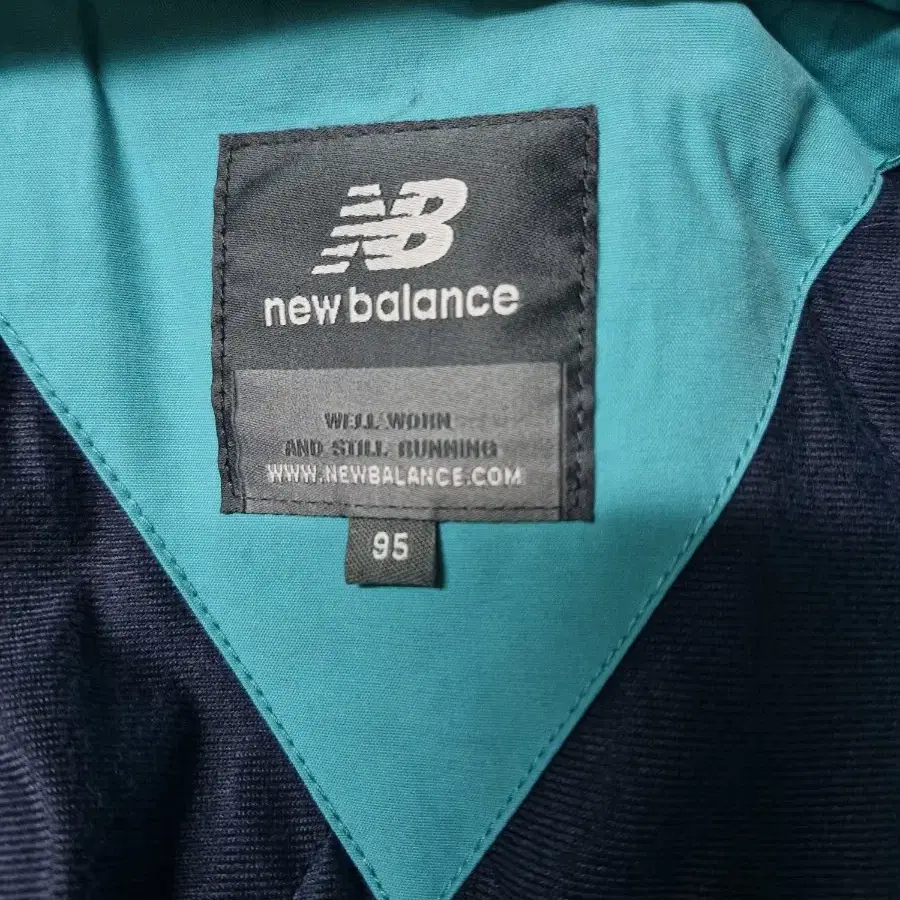 NB
new balance
WELL WORN
AND STILL RUNNING
WWW.NEWBALANCE.COM
95